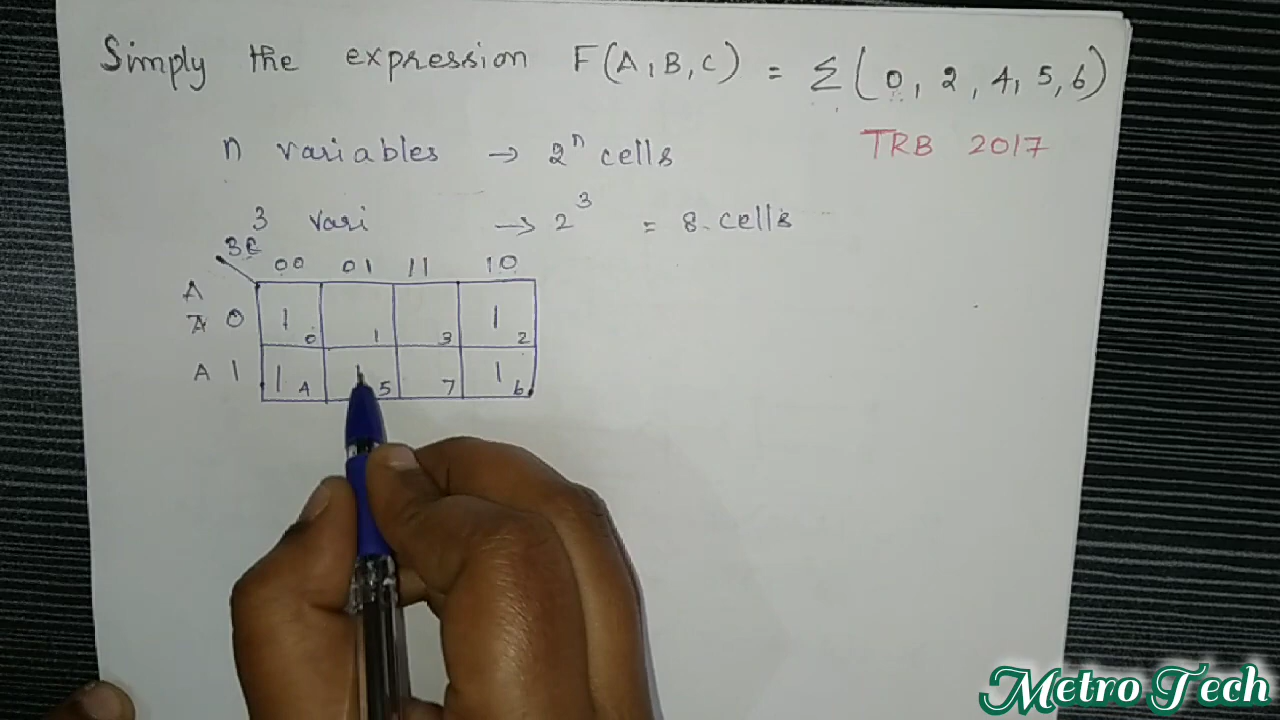 Simply the expression F(A,B,C) = Σ(0, 2, 4, 5, 6)
TRB 2017
n variables → 2ⁿ cells
3 vari → 2³ = 8 cells
00 01 11 10
A
0 1 0 1 3 1 2
A 1 1 4 1 5 7 1 6
Metro Tech